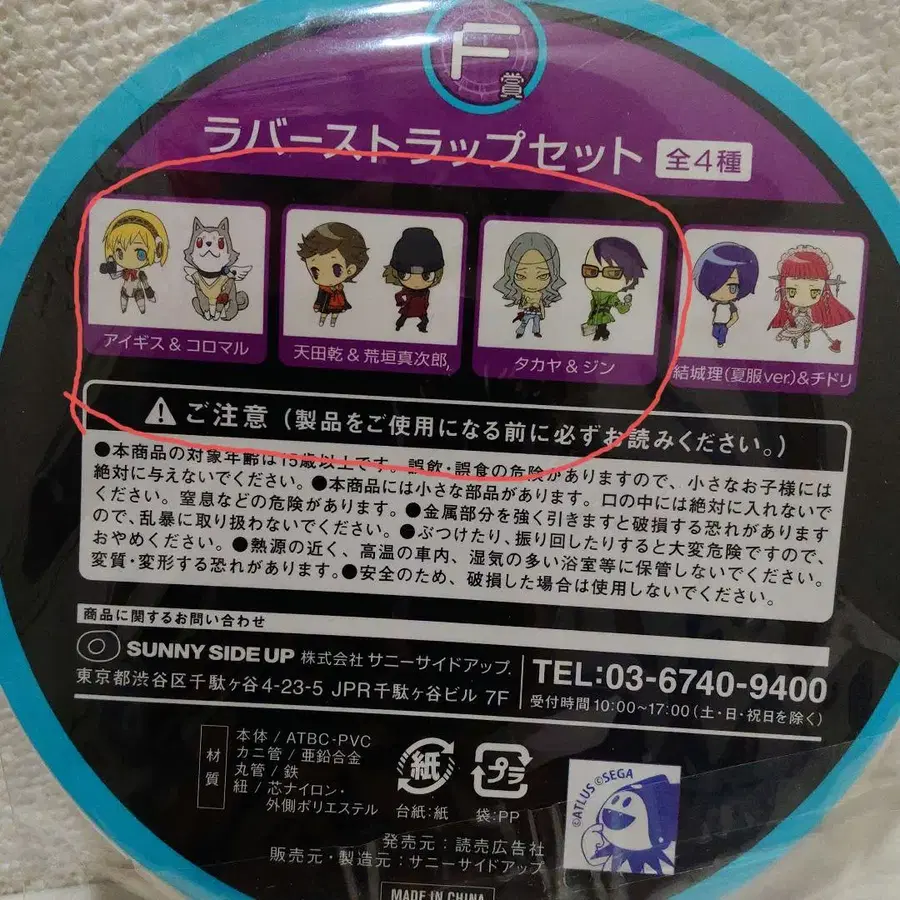 F賞
ラバーストラップセット 全4種
アイギス & コロマル
天田乾 & 荒垣真次郎
タカヤ & ジン
結城理(夏服ver.)&チドリ
ご注意(製品をご使用になる前に必ずお読みください。)
●本商品の対象年齢は15歳以上です。誤飲・誤食の危険がありますので、小さなお子様には
絶対に与えないでください。●本商品には小さな部品があります。口の中には絶対に入れないで
ください。窒息などの危険があります。●金属部分を強く引きますと破損する恐れがあります
ので、乱暴に取り扱わないでください。●ぶつけたり、振り回したりすると大変危険ですので、
おやめください。●熱源の近く、高温の車内、湿気の多い浴室等に保管しないでください。
変質・変形する恐れがあります。●安全のため、破損した場合は使用しないでください。
商品に関するお問い合わせ
SUNNY SIDE UP 株式会社 サニーサイドアップ.
東京都渋谷区千駄ヶ谷4-23-5 JPR千駄ヶ谷ビル 7F
TEL:03-6740-9400
受付時間10:00~17:00(土・日・祝日を除く)
材質
本体 / ATBC-PVC
カニ管 / 亜鉛合金
丸管 / 鉄
紐 / 芯ナイロン・
外側ポリエステル
紙
台紙:紙
プラ
袋:PP
©ATLUS ©SEGA
発売元:読売広告社
販売元・製造元:サニーサイドアップ
MADE IN CHINA